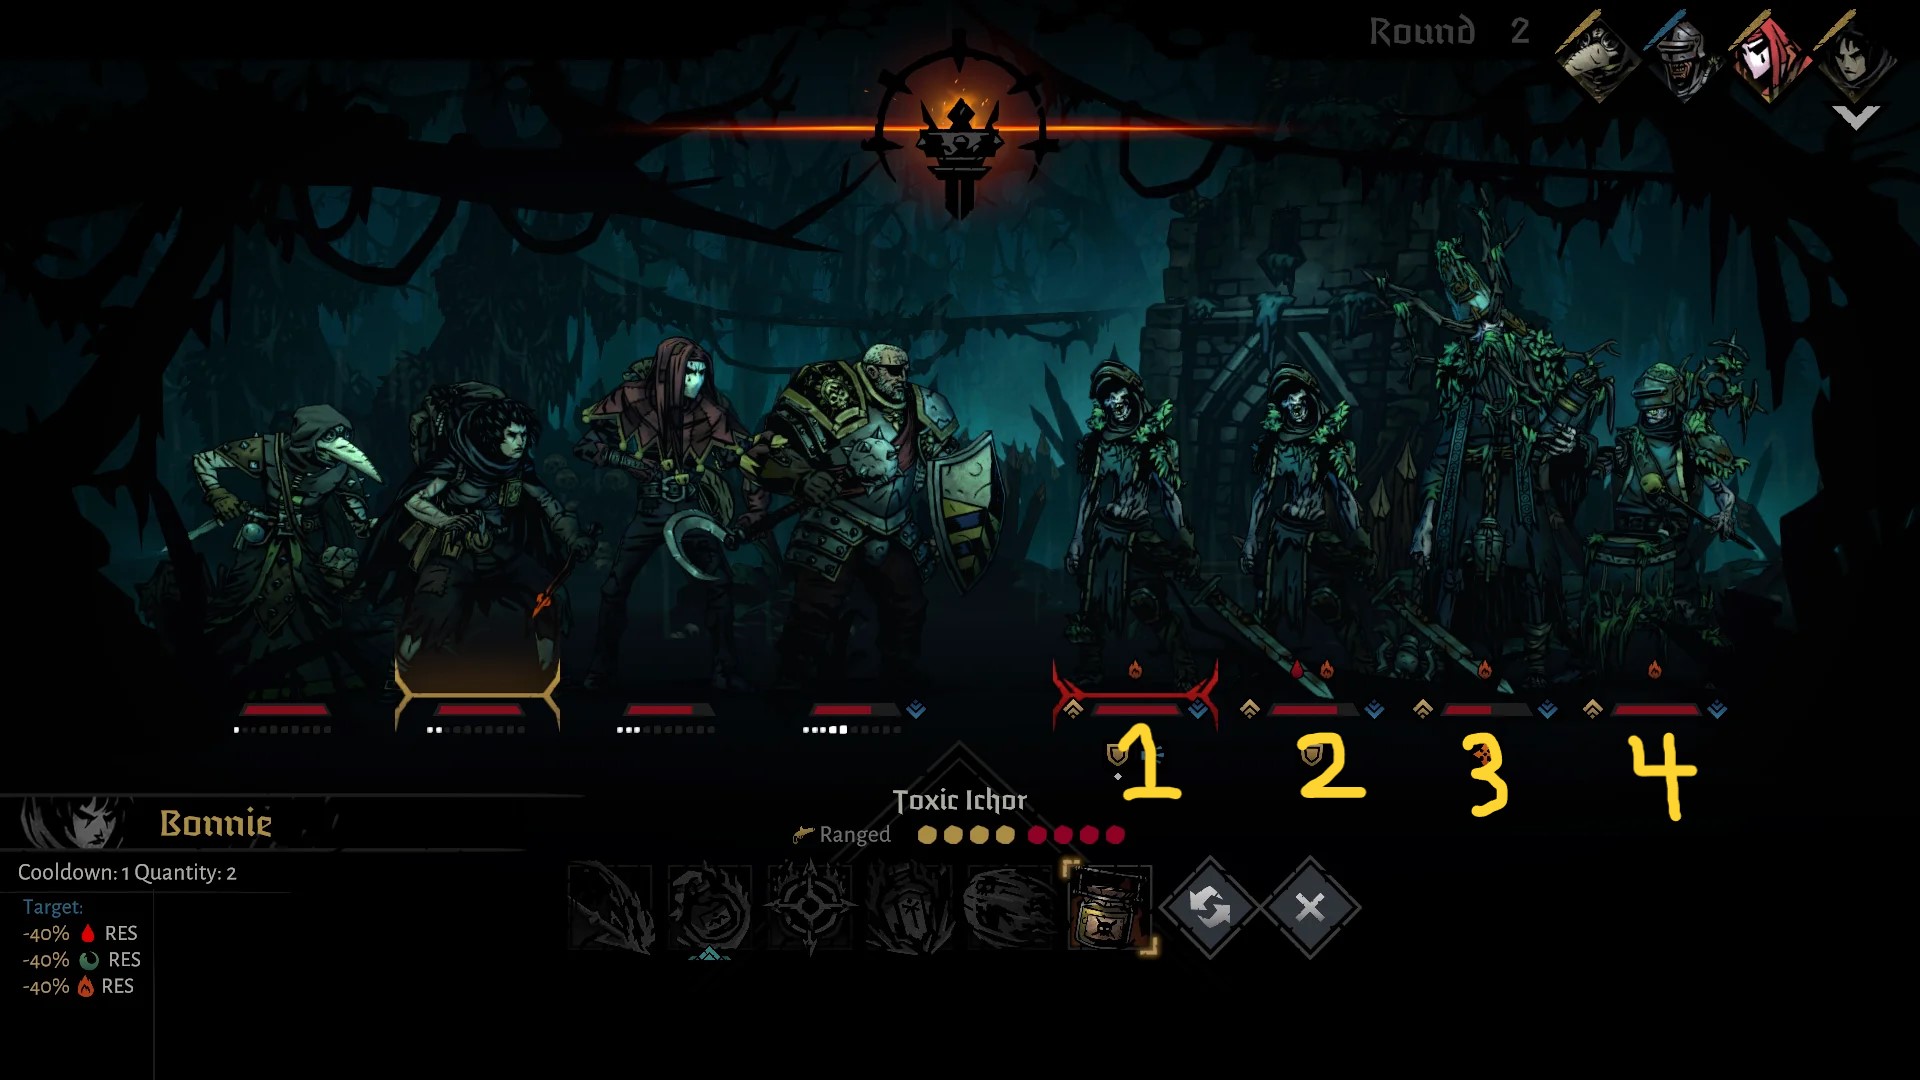 Round 2
1 2 3 4
Toxic Ichor
Ranged
Bonnie
Cooldown: 1 Quantity: 2
Target:
-40% RES
-40% RES
-40% RES